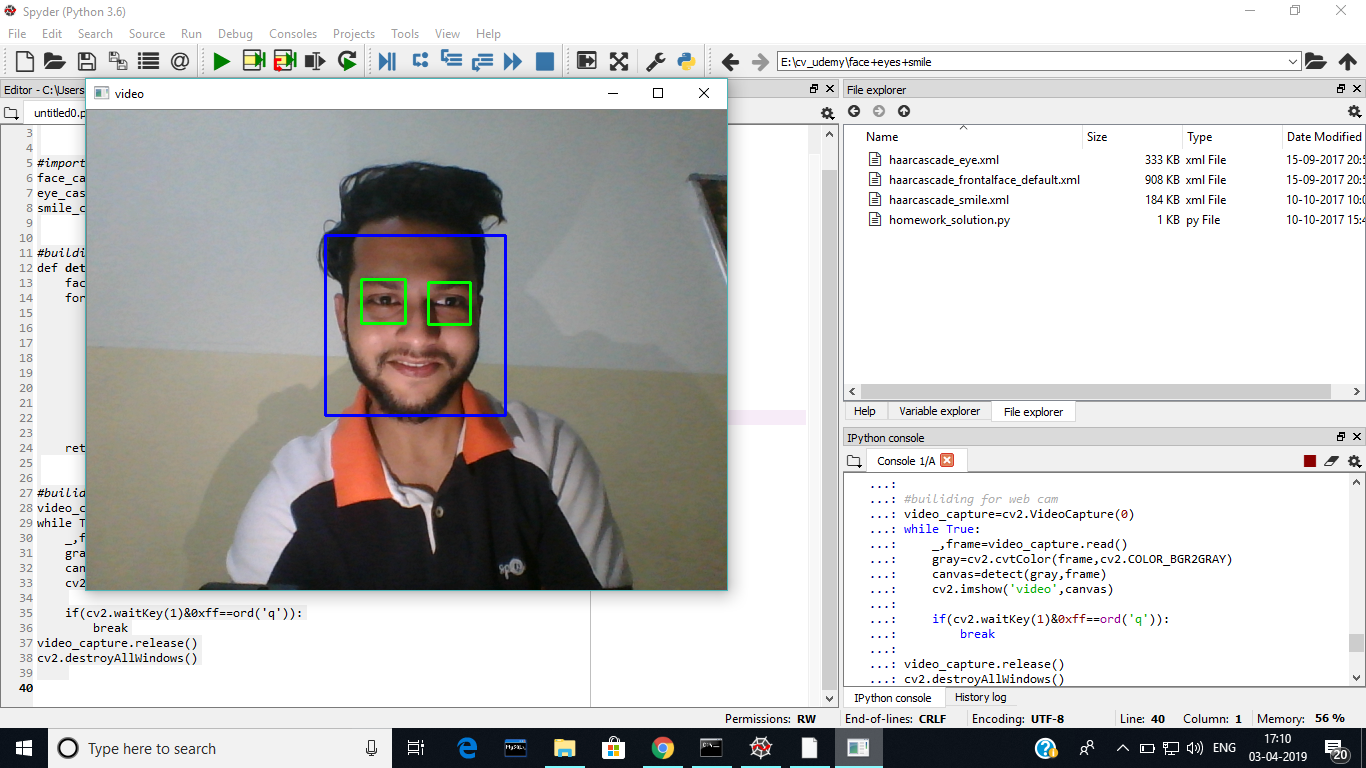 Spyder (Python 3.6)
File Edit Search Source Run Debug Consoles Projects Tools View Help
E:\cv_udemy\face+eyes+smile
Editor - C:\Users
untitled0.p
video
3
4
5 #import
6 face_ca
7 eye_cas
8 smile_c
9
10
11 #buildi
12 def det
13 fac
14 for
15
16
17
18
19
20
21
22
23
24 ret
25
26
27 #builid
28 video_c
29 while T
30 _,f
31 gra
32 can
33 cv2
34
35 if(cv2.waitKey(1)&0xff==ord('q')):
36 break
37 video_capture.release()
38 cv2.destroyAllWindows()
39
40
File explorer
Name Size Type Date Modified
haarcascade_eye.xml 333 KB xml File 15-09-2017 20:5
haarcascade_frontalface_default.xml 908 KB xml File 15-09-2017 20:5
haarcascade_smile.xml 184 KB xml File 10-10-2017 10:0
homework_solution.py 1 KB py File 10-10-2017 15:4
Help Variable explorer File explorer
IPython console
Console 1/A
...:
...: #builiding for web cam
...: video_capture=cv2.VideoCapture(0)
...: while True:
...: _,frame=video_capture.read()
...: gray=cv2.cvtColor(frame,cv2.COLOR_BGR2GRAY)
...: canvas=detect(gray,frame)
...: cv2.imshow('video',canvas)
...:
...: if(cv2.waitKey(1)&0xff==ord('q')):
...: break
...:
...: video_capture.release()
...: cv2.destroyAllWindows()
IPython console History log
Permissions: RW End-of-lines: CRLF Encoding: UTF-8 Line: 40 Column: 1 Memory: 56 %
Type here to search
MySQL
ENG
17:10
03-04-2019
20